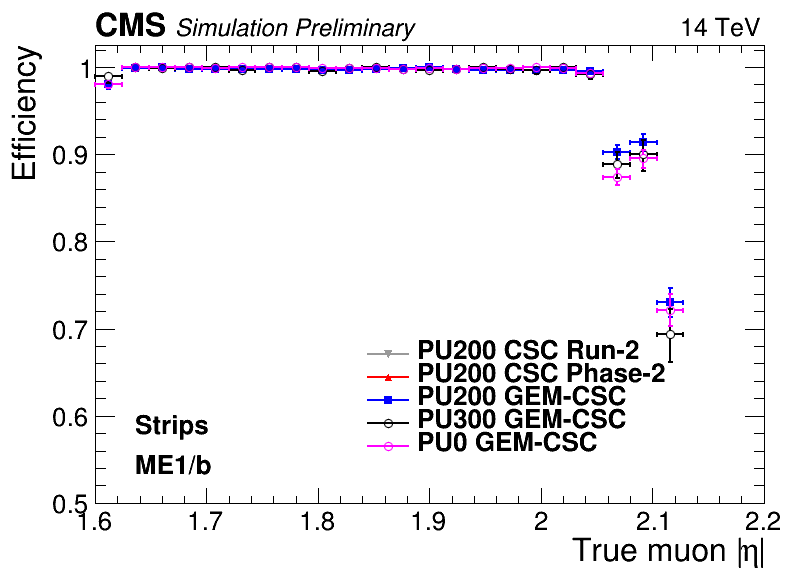 CMS Simulation Preliminary 14 TeV
Efficiency
1
0.9
0.8
0.7
0.6
0.5
PU200 CSC Run-2
PU200 CSC Phase-2
PU200 GEM-CSC
PU300 GEM-CSC
PU0 GEM-CSC
Strips
ME1/b
1.6 1.7 1.8 1.9 2 2.1 2.2
True muon |η|